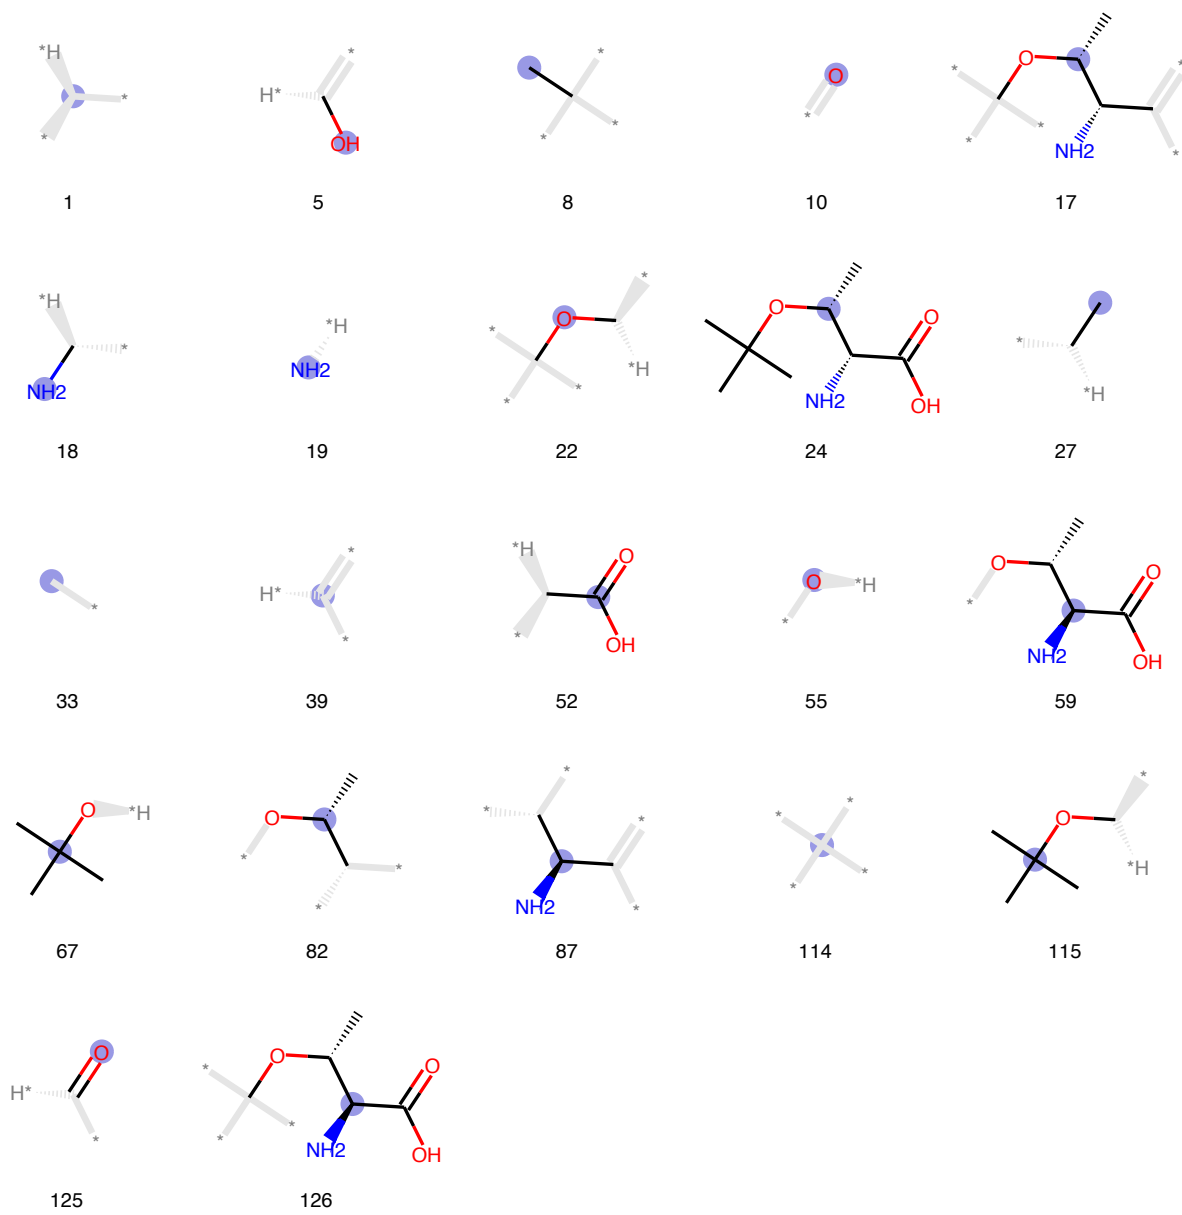 *H * *
1
* H* OH
5
* * *
8
O *
10
O * * * NH2 * *
17
*H * NH2
18
*H NH2
19
* O * * * *H
22
O O NH2 OH
24
* *H
27
*
33
* H* *
39
*H O * OH
52
O *H *
55
O * O NH2 OH
59
O *H
67
O * * *
82
* * * NH2 *
87
* * * *
114
* O *H
115
O H* *
125
* O O * * NH2 OH
126